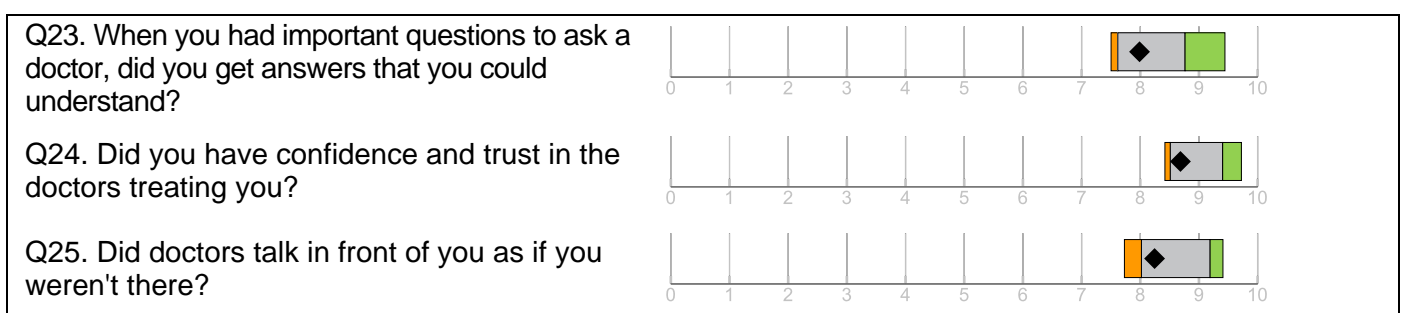 Q23. When you had important questions to ask a
doctor, did you get answers that you could
understand?
0 1 2 3 4 5 6 7 8 9 10
Q24. Did you have confidence and trust in the
doctors treating you?
0 1 2 3 4 5 6 7 8 9 10
Q25. Did doctors talk in front of you as if you
weren't there?
0 1 2 3 4 5 6 7 8 9 10